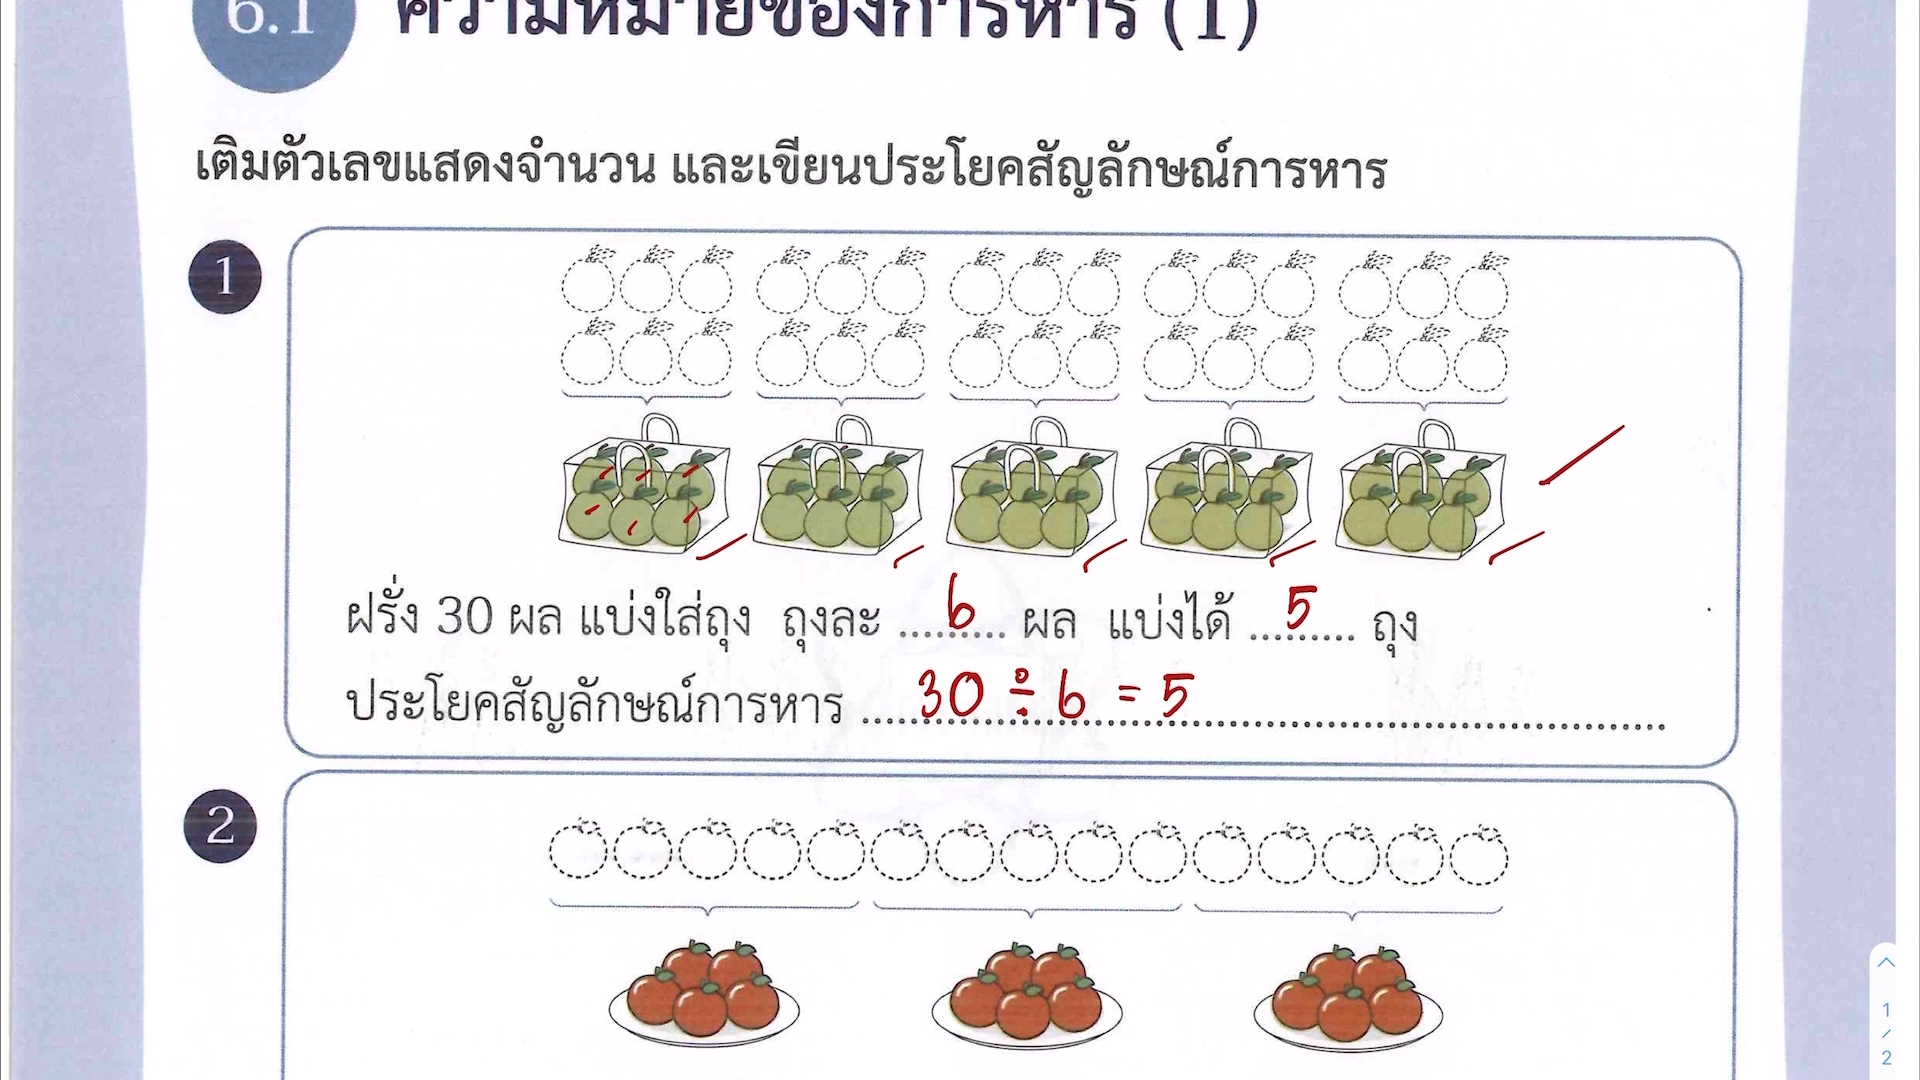 6.1 ความหมายของการหาร (1)
เติมตัวเลขแสดงจำนวน และเขียนประโยคสัญลักษณ์การหาร
1
ฝรั่ง 30 ผล แบ่งใส่ถุง ถุงละ ..6.. ผล แบ่งได้ ..5.. ถุง
ประโยคสัญลักษณ์การหาร ..30 ÷ 6 = 5..
2
1 / 2